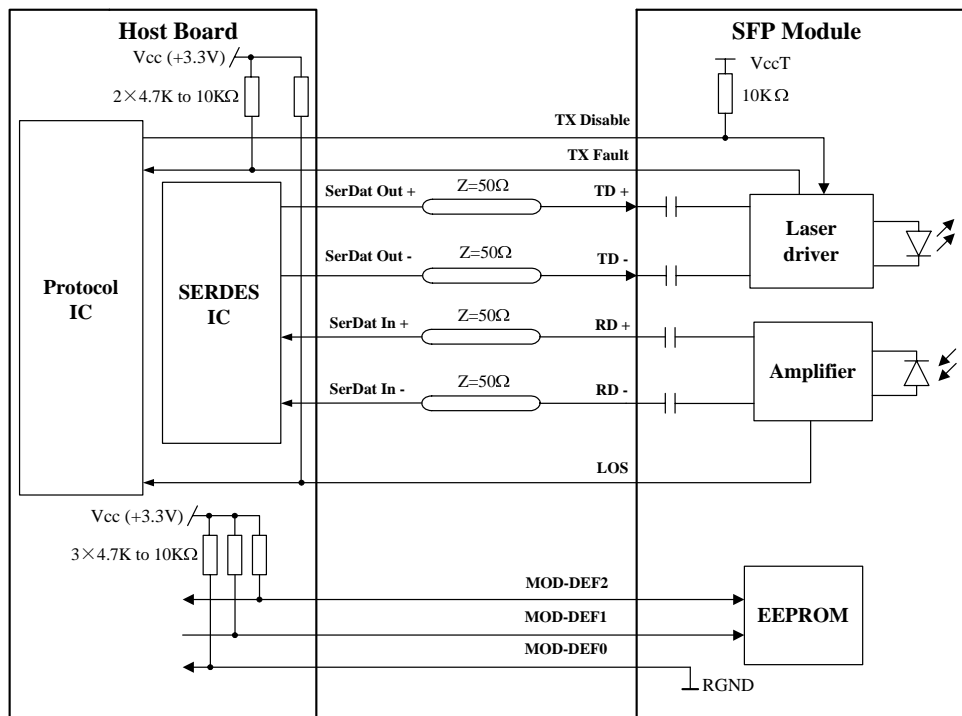 Host Board
SFP Module
Vcc (+3.3V)
VccT
2×4.7K to 10KΩ
10KΩ
TX Disable
TX Fault
SerDat Out +
Z=50Ω
TD +
Laser
driver
SerDat Out -
Z=50Ω
TD -
Protocol
IC
SERDES
IC
SerDat In +
Z=50Ω
RD +
Amplifier
SerDat In -
Z=50Ω
RD -
LOS
Vcc (+3.3V)
3×4.7K to 10KΩ
MOD-DEF2
EEPROM
MOD-DEF1
MOD-DEF0
RGND